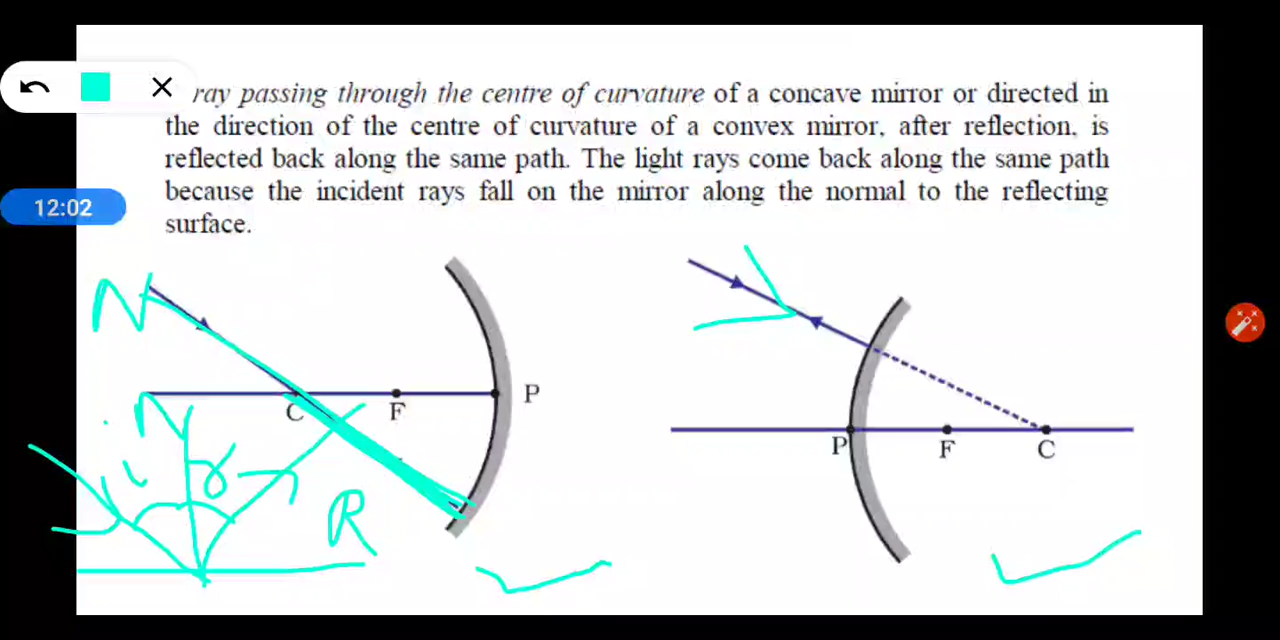 ray passing through the centre of curvature of a concave mirror or directed in
the direction of the centre of curvature of a convex mirror, after reflection, is
reflected back along the same path. The light rays come back along the same path
because the incident rays fall on the mirror along the normal to the reflecting
surface.
12:02
N
C
F
P
N
i
r
R
P
F
C